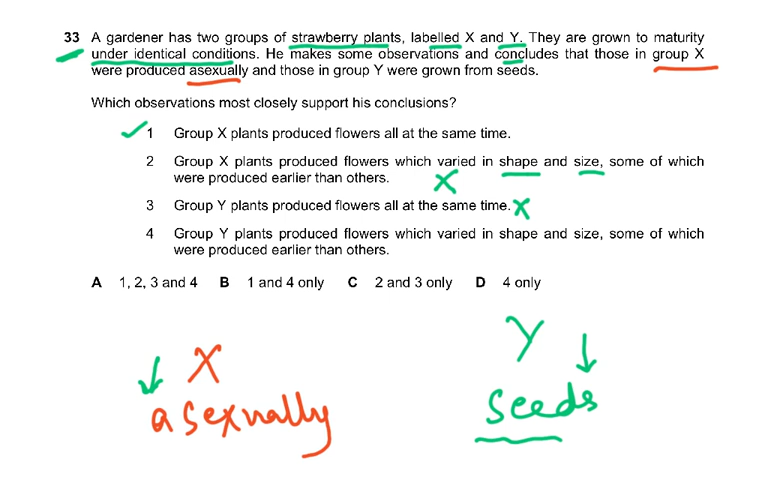 33 A gardener has two groups of strawberry plants, labelled X and Y. They are grown to maturity
under identical conditions. He makes some observations and concludes that those in group X
were produced asexually and those in group Y were grown from seeds.
Which observations most closely support his conclusions?
1 Group X plants produced flowers all at the same time.
2 Group X plants produced flowers which varied in shape and size, some of which
were produced earlier than others.
3 Group Y plants produced flowers all at the same time.
4 Group Y plants produced flowers which varied in shape and size, some of which
were produced earlier than others.
A 1, 2, 3 and 4 B 1 and 4 only C 2 and 3 only D 4 only
X
asexually
Y
seeds